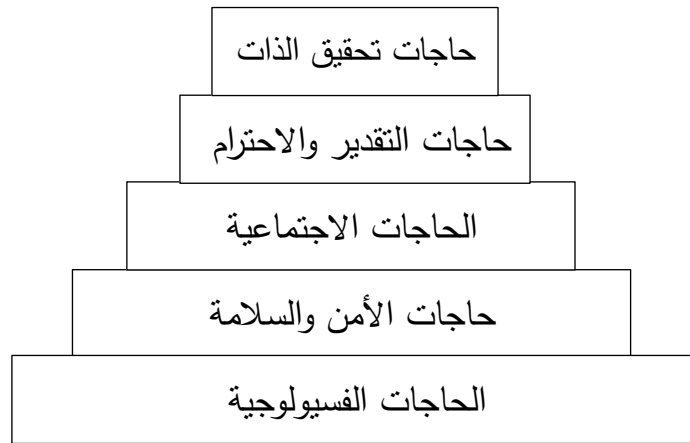 حاجات تحقيق الذات
حاجات التقدير والاحترام
الحاجات الاجتماعية
حاجات الأمن والسلامة
الحاجات الفسيولوجية